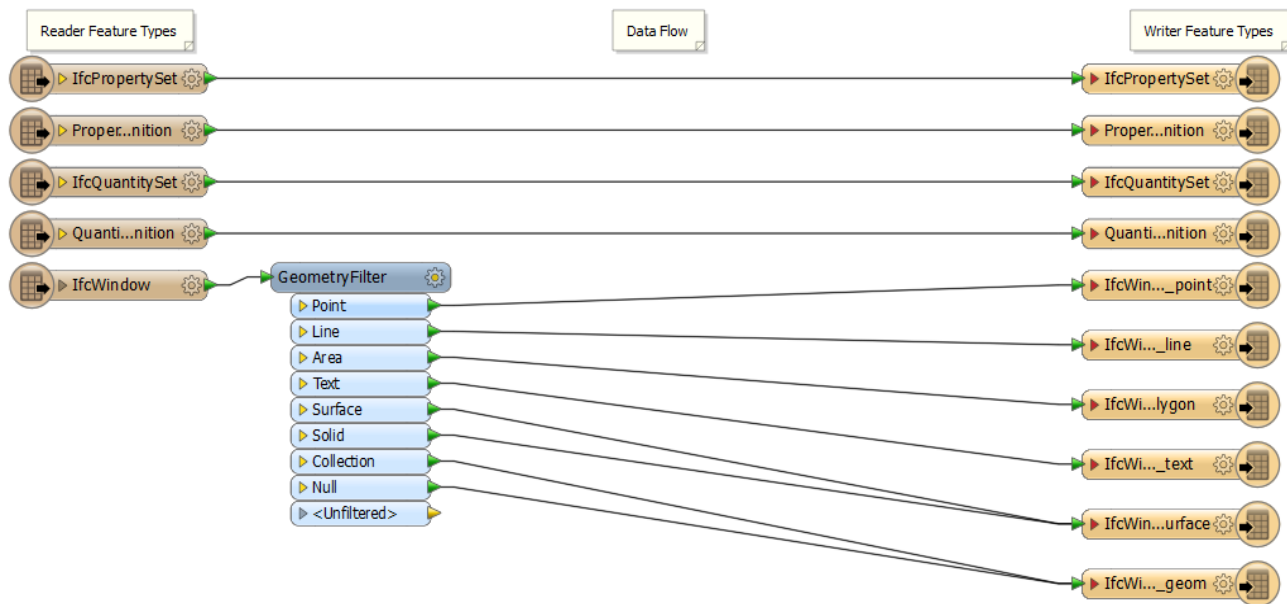 Reader Feature Types
Data Flow
Writer Feature Types
IfcPropertySet
IfcPropertySet
Proper...nition
Proper...nition
IfcQuantitySet
IfcQuantitySet
Quanti...nition
Quanti...nition
IfcWindow
GeometryFilter
IfcWin..._point
Point
Line
IfcWi..._line
Area
Text
IfcWi...lygon
Surface
Solid
Collection
IfcWi..._text
Null
<Unfiltered>
IfcWin...urface
IfcWi..._geom